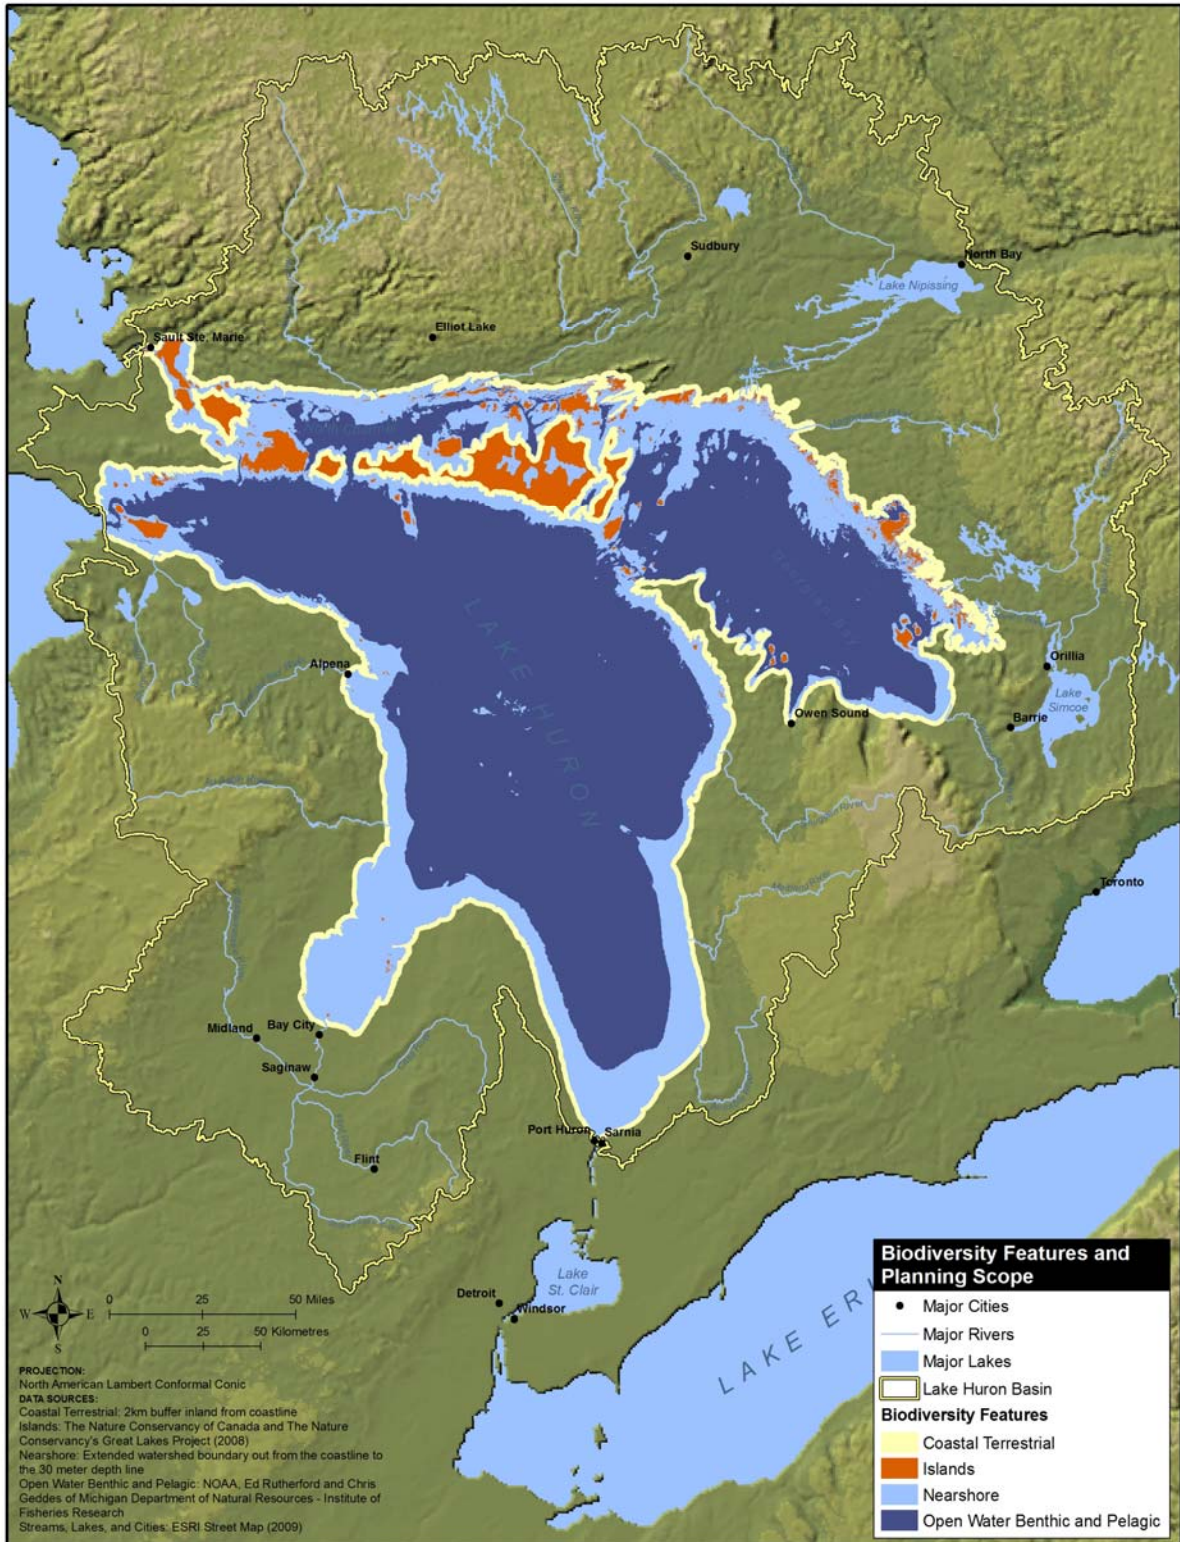 Sudbury
North Bay
Lake Nipissing
Elliot Lake
Sault Ste. Marie
Georgian Bay
LAKE HURON
Alpena
Orillia
Lake
Simcoe
Barrie
Owen Sound
Toronto
Midland
Bay City
Saginaw
Port Huron
Sarnia
Flint
Lake
St. Clair
Detroit
Windsor
LAKE ERI
N
W E
S
0 25 50 Miles
0 25 50 Kilometres
PROJECTION:
North American Lambert Conformal Conic
DATA SOURCES:
Coastal Terrestrial: 2km buffer inland from coastline
Islands: The Nature Conservancy of Canada and The Nature
Conservancy's Great Lakes Project (2008)
Nearshore: Extended watershed boundary out from the coastline to
the 30 meter depth line
Open Water Benthic and Pelagic: NOAA, Ed Rutherford and Chris
Geddes of Michigan Department of Natural Resources - Institute of
Fisheries Research
Streams, Lakes, and Cities: ESRI Street Map (2009)
Biodiversity Features and
Planning Scope
Major Cities
Major Rivers
Major Lakes
Lake Huron Basin
Biodiversity Features
Coastal Terrestrial
Islands
Nearshore
Open Water Benthic and Pelagic